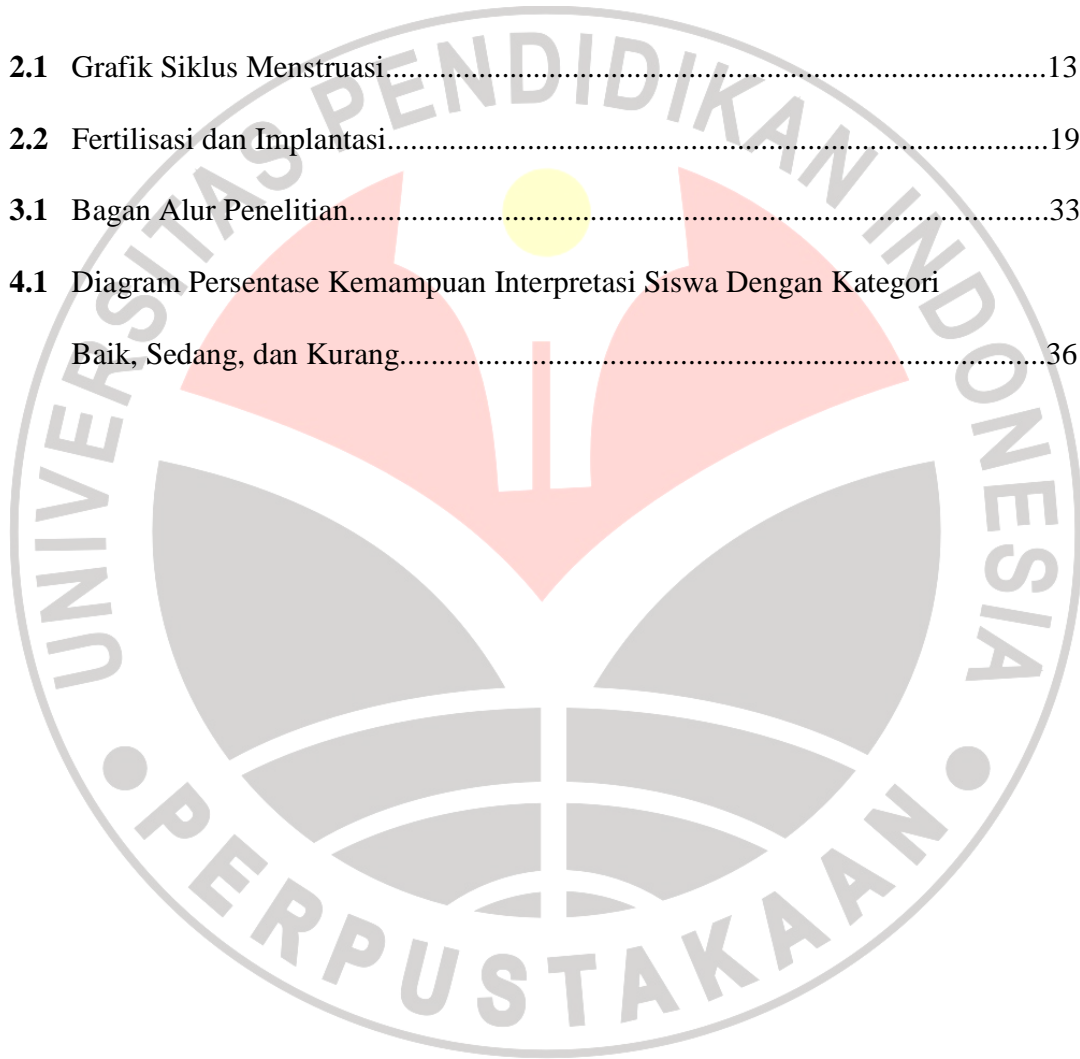 2.1 Grafik Siklus Menstruasi..........................................................................................13
2.2 Fertilisasi dan Implantasi..........................................................................................19
3.1 Bagan Alur Penelitian...............................................................................................33
4.1 Diagram Persentase Kemampuan Interpretasi Siswa Dengan Kategori
Baik, Sedang, dan Kurang........................................................................................36
UNIVERSITAS PENDIDIKAN INDONESIA
PERPUSTAKAAN